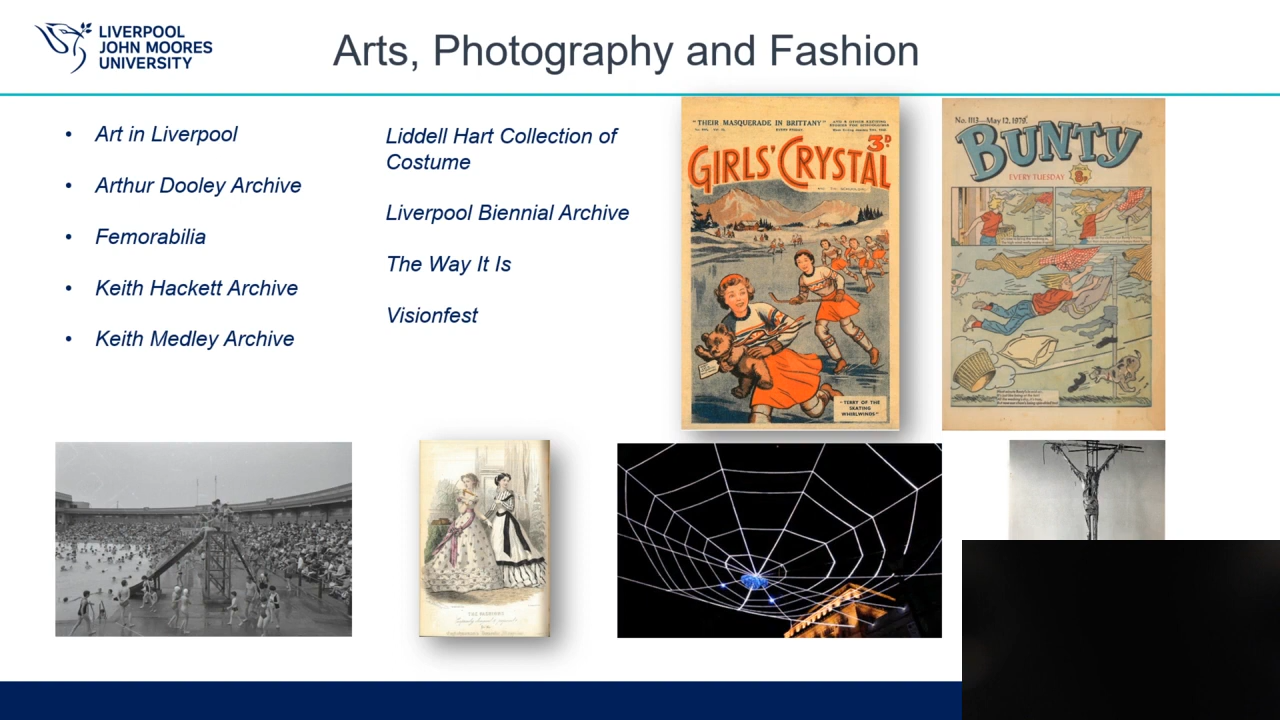 LIVERPOOL
JOHN MOORES
UNIVERSITY
Arts, Photography and Fashion
• Art in Liverpool
• Arthur Dooley Archive
• Femorabilia
• Keith Hackett Archive
• Keith Medley Archive
Liddell Hart Collection of
Costume
Liverpool Biennial Archive
The Way It Is
Visionfest
"THEIR MASQUERADE IN BRITTANY"
3D
GIRLS' CRYSTAL
"TERRY OF THE
SKATING
WHIRLWINDS"
No. 1113—May 12, 1979.
BUNTY
EVERY TUESDAY